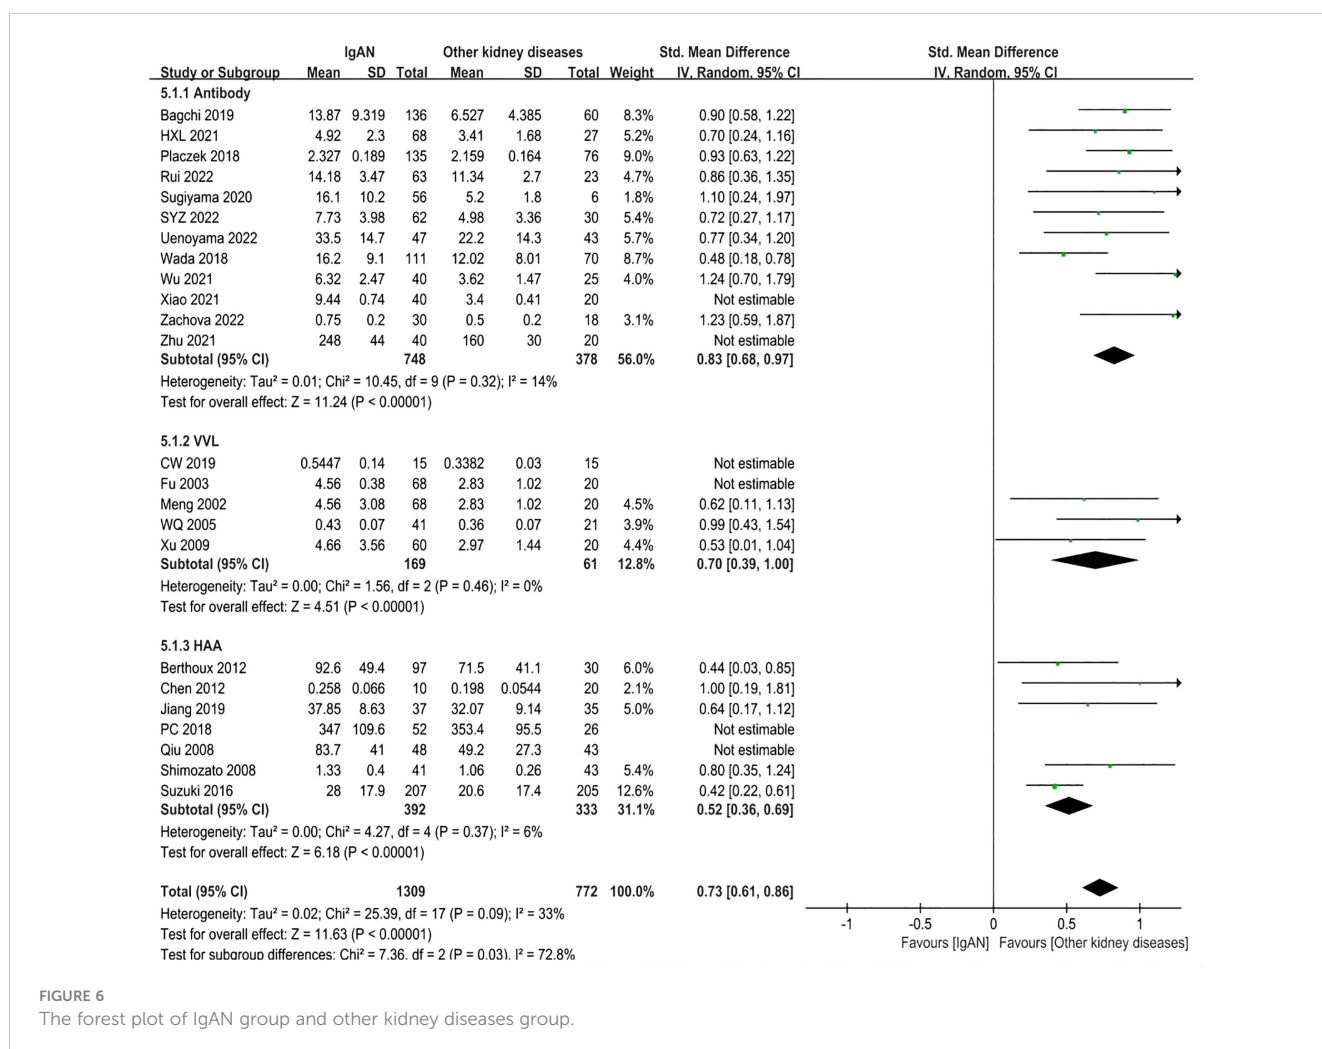 IgAN Other kidney diseases Std. Mean Difference Std. Mean Difference
Study or Subgroup Mean SD Total Mean SD Total Weight IV, Random, 95% CI IV, Random, 95% CI
5.1.1 Antibody
Bagchi 2019 13.87 9.319 136 6.527 4.385 60 8.3% 0.90 [0.58, 1.22]
HXL 2021 4.92 2.3 68 3.41 1.68 27 5.2% 0.70 [0.24, 1.16]
Placzek 2018 2.327 0.189 135 2.159 0.164 76 9.0% 0.93 [0.63, 1.22]
Rui 2022 14.18 3.47 63 11.34 2.7 23 4.7% 0.86 [0.36, 1.35]
Sugiyama 2020 16.1 10.2 56 5.2 1.8 6 1.8% 1.10 [0.24, 1.97]
SYZ 2022 7.73 3.98 62 4.98 3.36 30 5.4% 0.72 [0.27, 1.17]
Uenoyama 2022 33.5 14.7 47 22.2 14.3 43 5.7% 0.77 [0.34, 1.20]
Wada 2018 16.2 9.1 111 12.02 8.01 70 8.7% 0.48 [0.18, 0.78]
Wu 2021 6.32 2.47 40 3.62 1.47 25 4.0% 1.24 [0.70, 1.79]
Xiao 2021 9.44 0.74 40 3.4 0.41 20 Not estimable
Zachova 2022 0.75 0.2 30 0.5 0.2 18 3.1% 1.23 [0.59, 1.87]
Zhu 2021 248 44 40 160 30 20 Not estimable
Subtotal (95% CI) 748 378 56.0% 0.83 [0.68, 0.97]
Heterogeneity: Tau² = 0.01; Chi² = 10.45, df = 9 (P = 0.32); I² = 14%
Test for overall effect: Z = 11.24 (P < 0.00001)
5.1.2 VVL
CW 2019 0.5447 0.14 15 0.3382 0.03 15 Not estimable
Fu 2003 4.56 0.38 68 2.83 1.02 20 Not estimable
Meng 2002 4.56 3.08 68 2.83 1.02 20 4.5% 0.62 [0.11, 1.13]
WQ 2005 0.43 0.07 41 0.36 0.07 21 3.9% 0.99 [0.43, 1.54]
Xu 2009 4.66 3.56 60 2.97 1.44 20 4.4% 0.53 [0.01, 1.04]
Subtotal (95% CI) 169 61 12.8% 0.70 [0.39, 1.00]
Heterogeneity: Tau² = 0.00; Chi² = 1.56, df = 2 (P = 0.46); I² = 0%
Test for overall effect: Z = 4.51 (P < 0.00001)
5.1.3 HAA
Berthoux 2012 92.6 49.4 97 71.5 41.1 30 6.0% 0.44 [0.03, 0.85]
Chen 2012 0.258 0.066 10 0.198 0.0544 20 2.1% 1.00 [0.19, 1.81]
Jiang 2019 37.85 8.63 37 32.07 9.14 35 5.0% 0.64 [0.17, 1.12]
PC 2018 347 109.6 52 353.4 95.5 26 Not estimable
Qiu 2008 83.7 41 48 49.2 27.3 43 Not estimable
Shimozato 2008 1.33 0.4 41 1.06 0.26 43 5.4% 0.80 [0.35, 1.24]
Suzuki 2016 28 17.9 207 20.6 17.4 205 12.6% 0.42 [0.22, 0.61]
Subtotal (95% CI) 392 333 31.1% 0.52 [0.36, 0.69]
Heterogeneity: Tau² = 0.00; Chi² = 4.27, df = 4 (P = 0.37); I² = 6%
Test for overall effect: Z = 6.18 (P < 0.00001)
Total (95% CI) 1309 772 100.0% 0.73 [0.61, 0.86]
Heterogeneity: Tau² = 0.02; Chi² = 25.39, df = 17 (P = 0.09); I² = 33%
Test for overall effect: Z = 11.63 (P < 0.00001)
Test for subgroup differences: Chi² = 7.36, df = 2 (P = 0.03), I² = 72.8%
-1 -0.5 0 0.5 1
Favours [IgAN] Favours [Other kidney diseases]
FIGURE 6
The forest plot of IgAN group and other kidney diseases group.